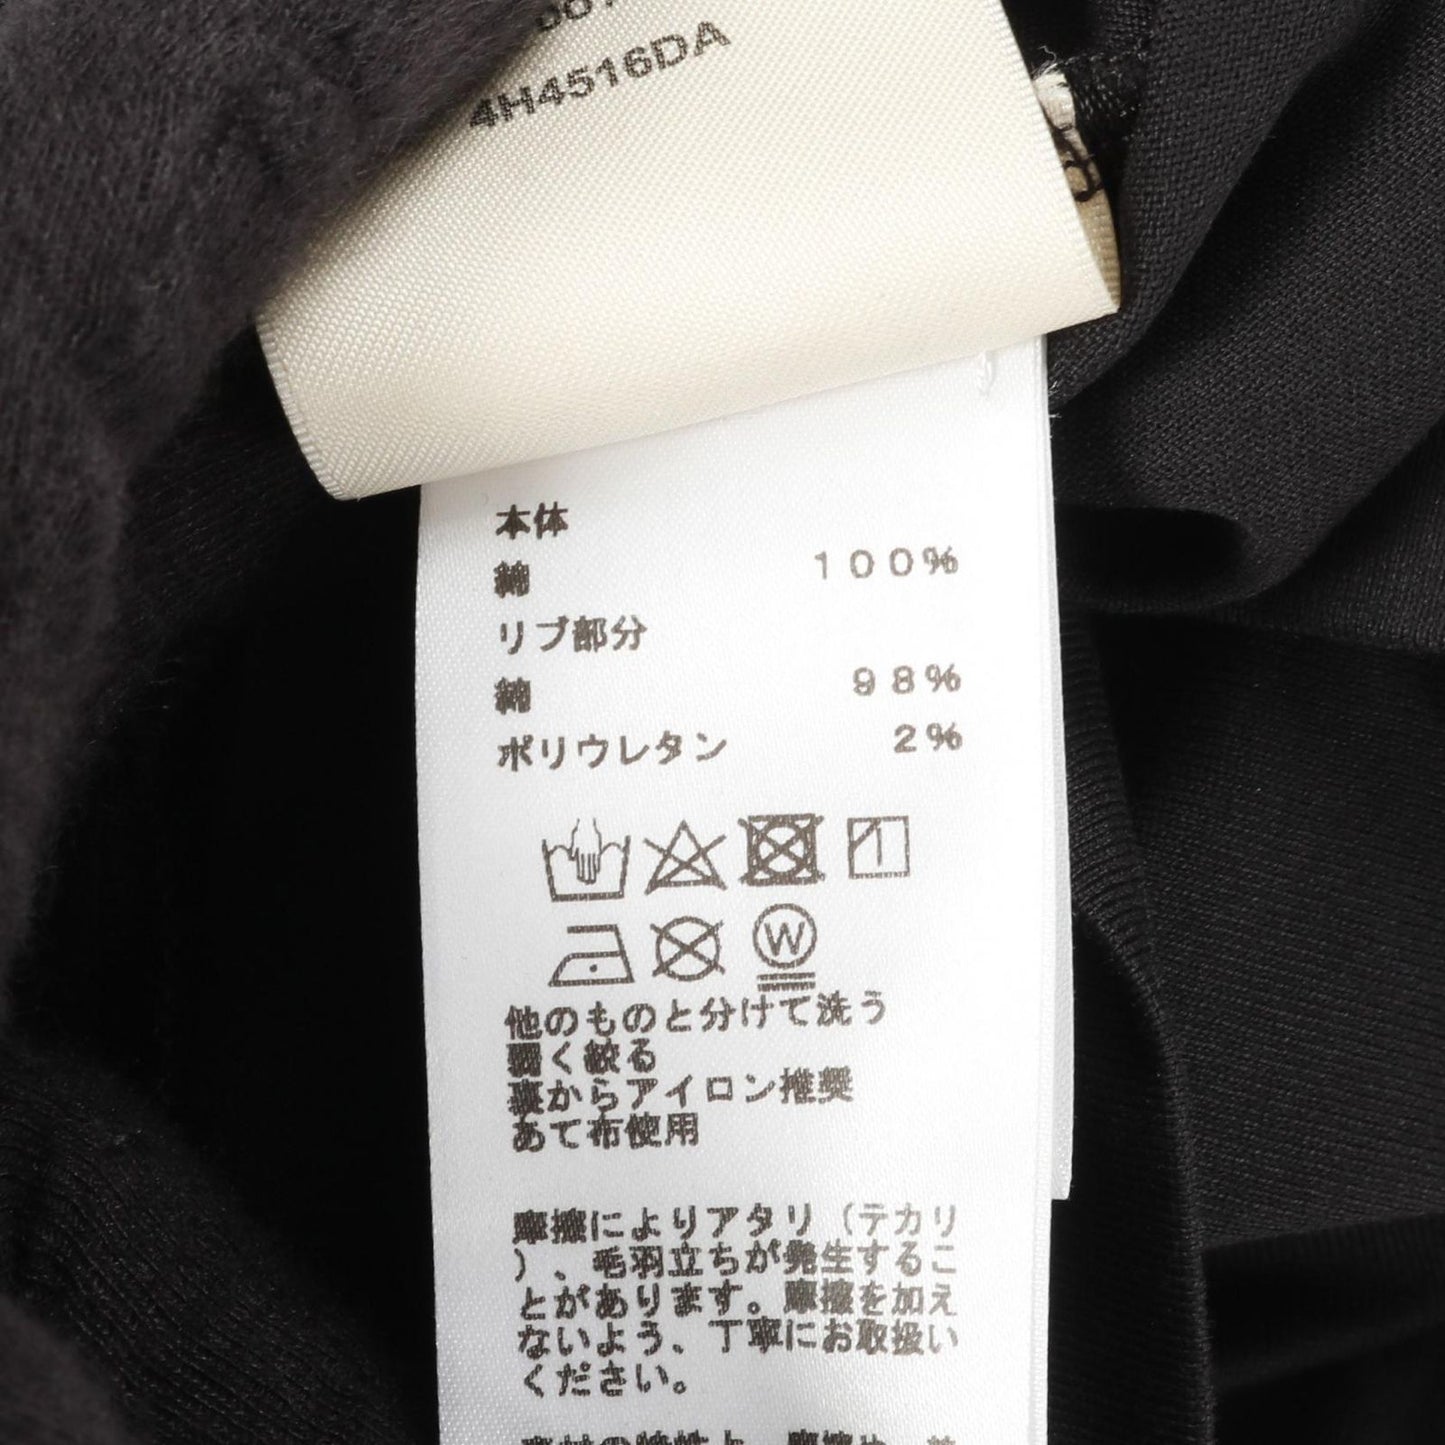 4H4516DA
本体
綿 100%
リブ部分
綿 98%
ポリウレタン 2%
W
他のものと分けて洗う
弱く絞る
裏からアイロン推奨
あて布使用
摩擦によりアタリ(テカリ
)、毛羽立ちが発生するこ
とがあります。摩擦を加え
ないよう、丁寧にお取扱い
ください。